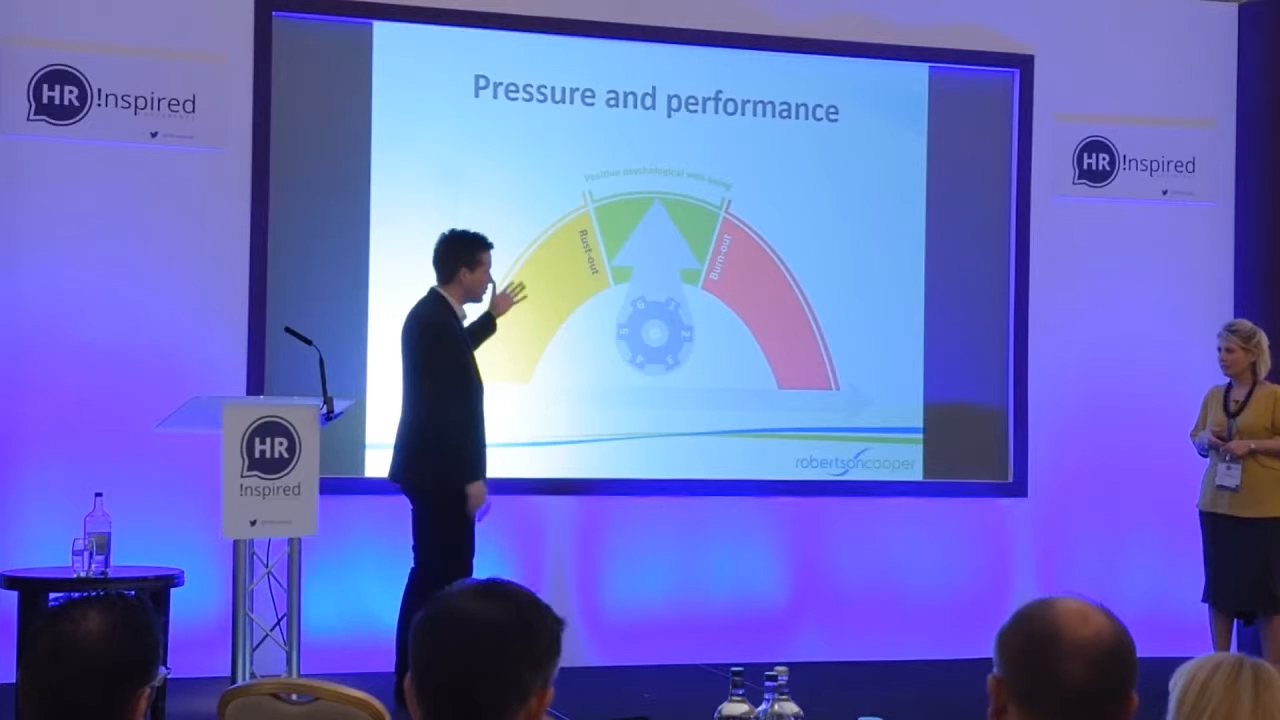 HR !nspired
Pressure and performance
Positive psychological well-being
Rust-out
Burn-out
robertsoncooper
HR !nspired
HR
!nspired